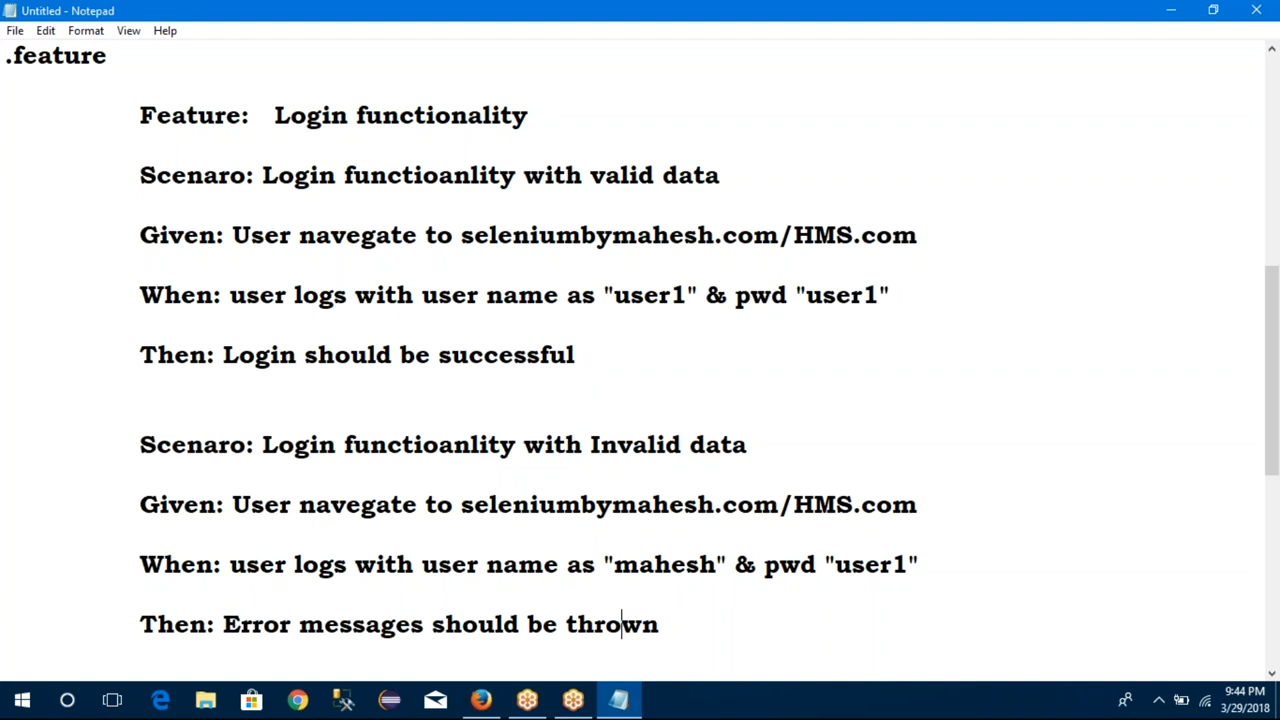 Untitled - Notepad
File Edit Format View Help
.feature
Feature: Login functionality
Scenaro: Login functioanlity with valid data
Given: User navegate to seleniumbymahesh.com/HMS.com
When: user logs with user name as "user1" & pwd "user1"
Then: Login should be successful
Scenaro: Login functioanlity with Invalid data
Given: User navegate to seleniumbymahesh.com/HMS.com
When: user logs with user name as "mahesh" & pwd "user1"
Then: Error messages should be thrown
9:44 PM
3/29/2018